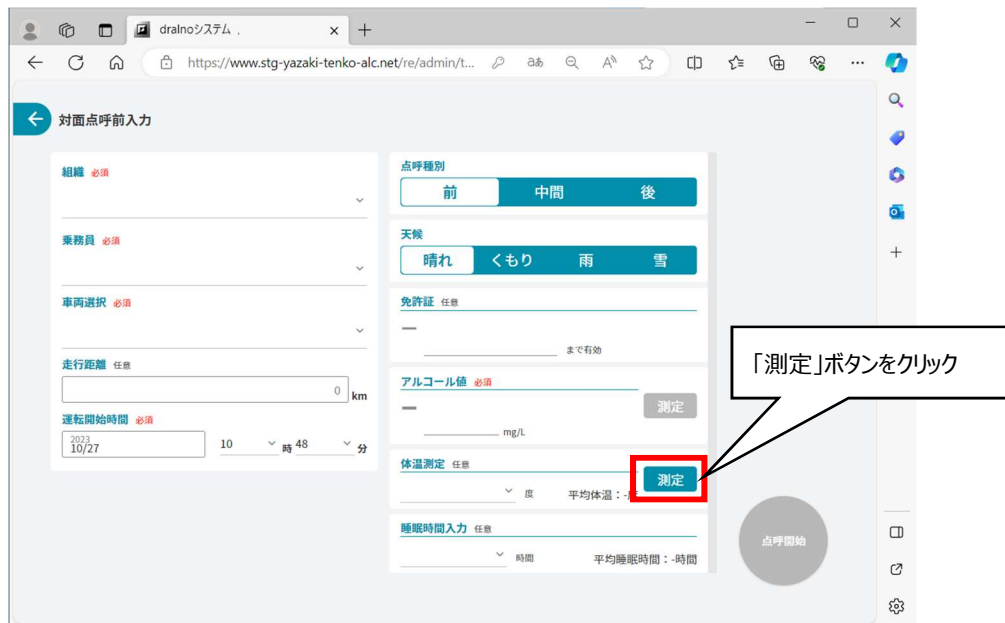 dralnoシステム .
https://www.stg-yazaki-tenko-alc.net/re/admin/t...
対面点呼前入力
組織 必須
乗務員 必須
車両選択 必須
走行距離 任意
0 km
運転開始時間 必須
2023
10/27 10 時 48 分
点呼種別
前 中間 後
天候
晴れ くもり 雨 雪
免許証 任意
—
まで有効
アルコール値 必須
— 測定
mg/L
体温測定 任意
測定
度 平均体温：-
睡眠時間入力 任意
時間 平均睡眠時間：-時間
点呼開始
「測定」ボタンをクリック